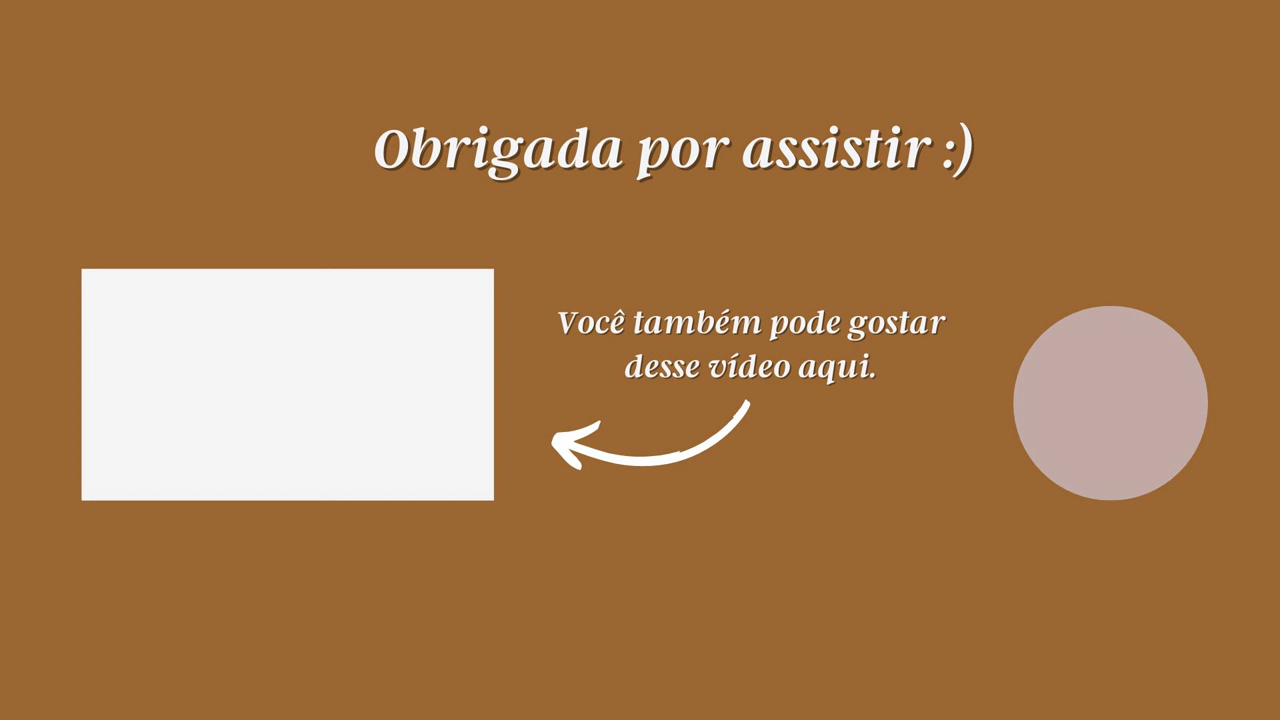 Obrigada por assistir :)
Você também pode gostar
desse vídeo aqui.